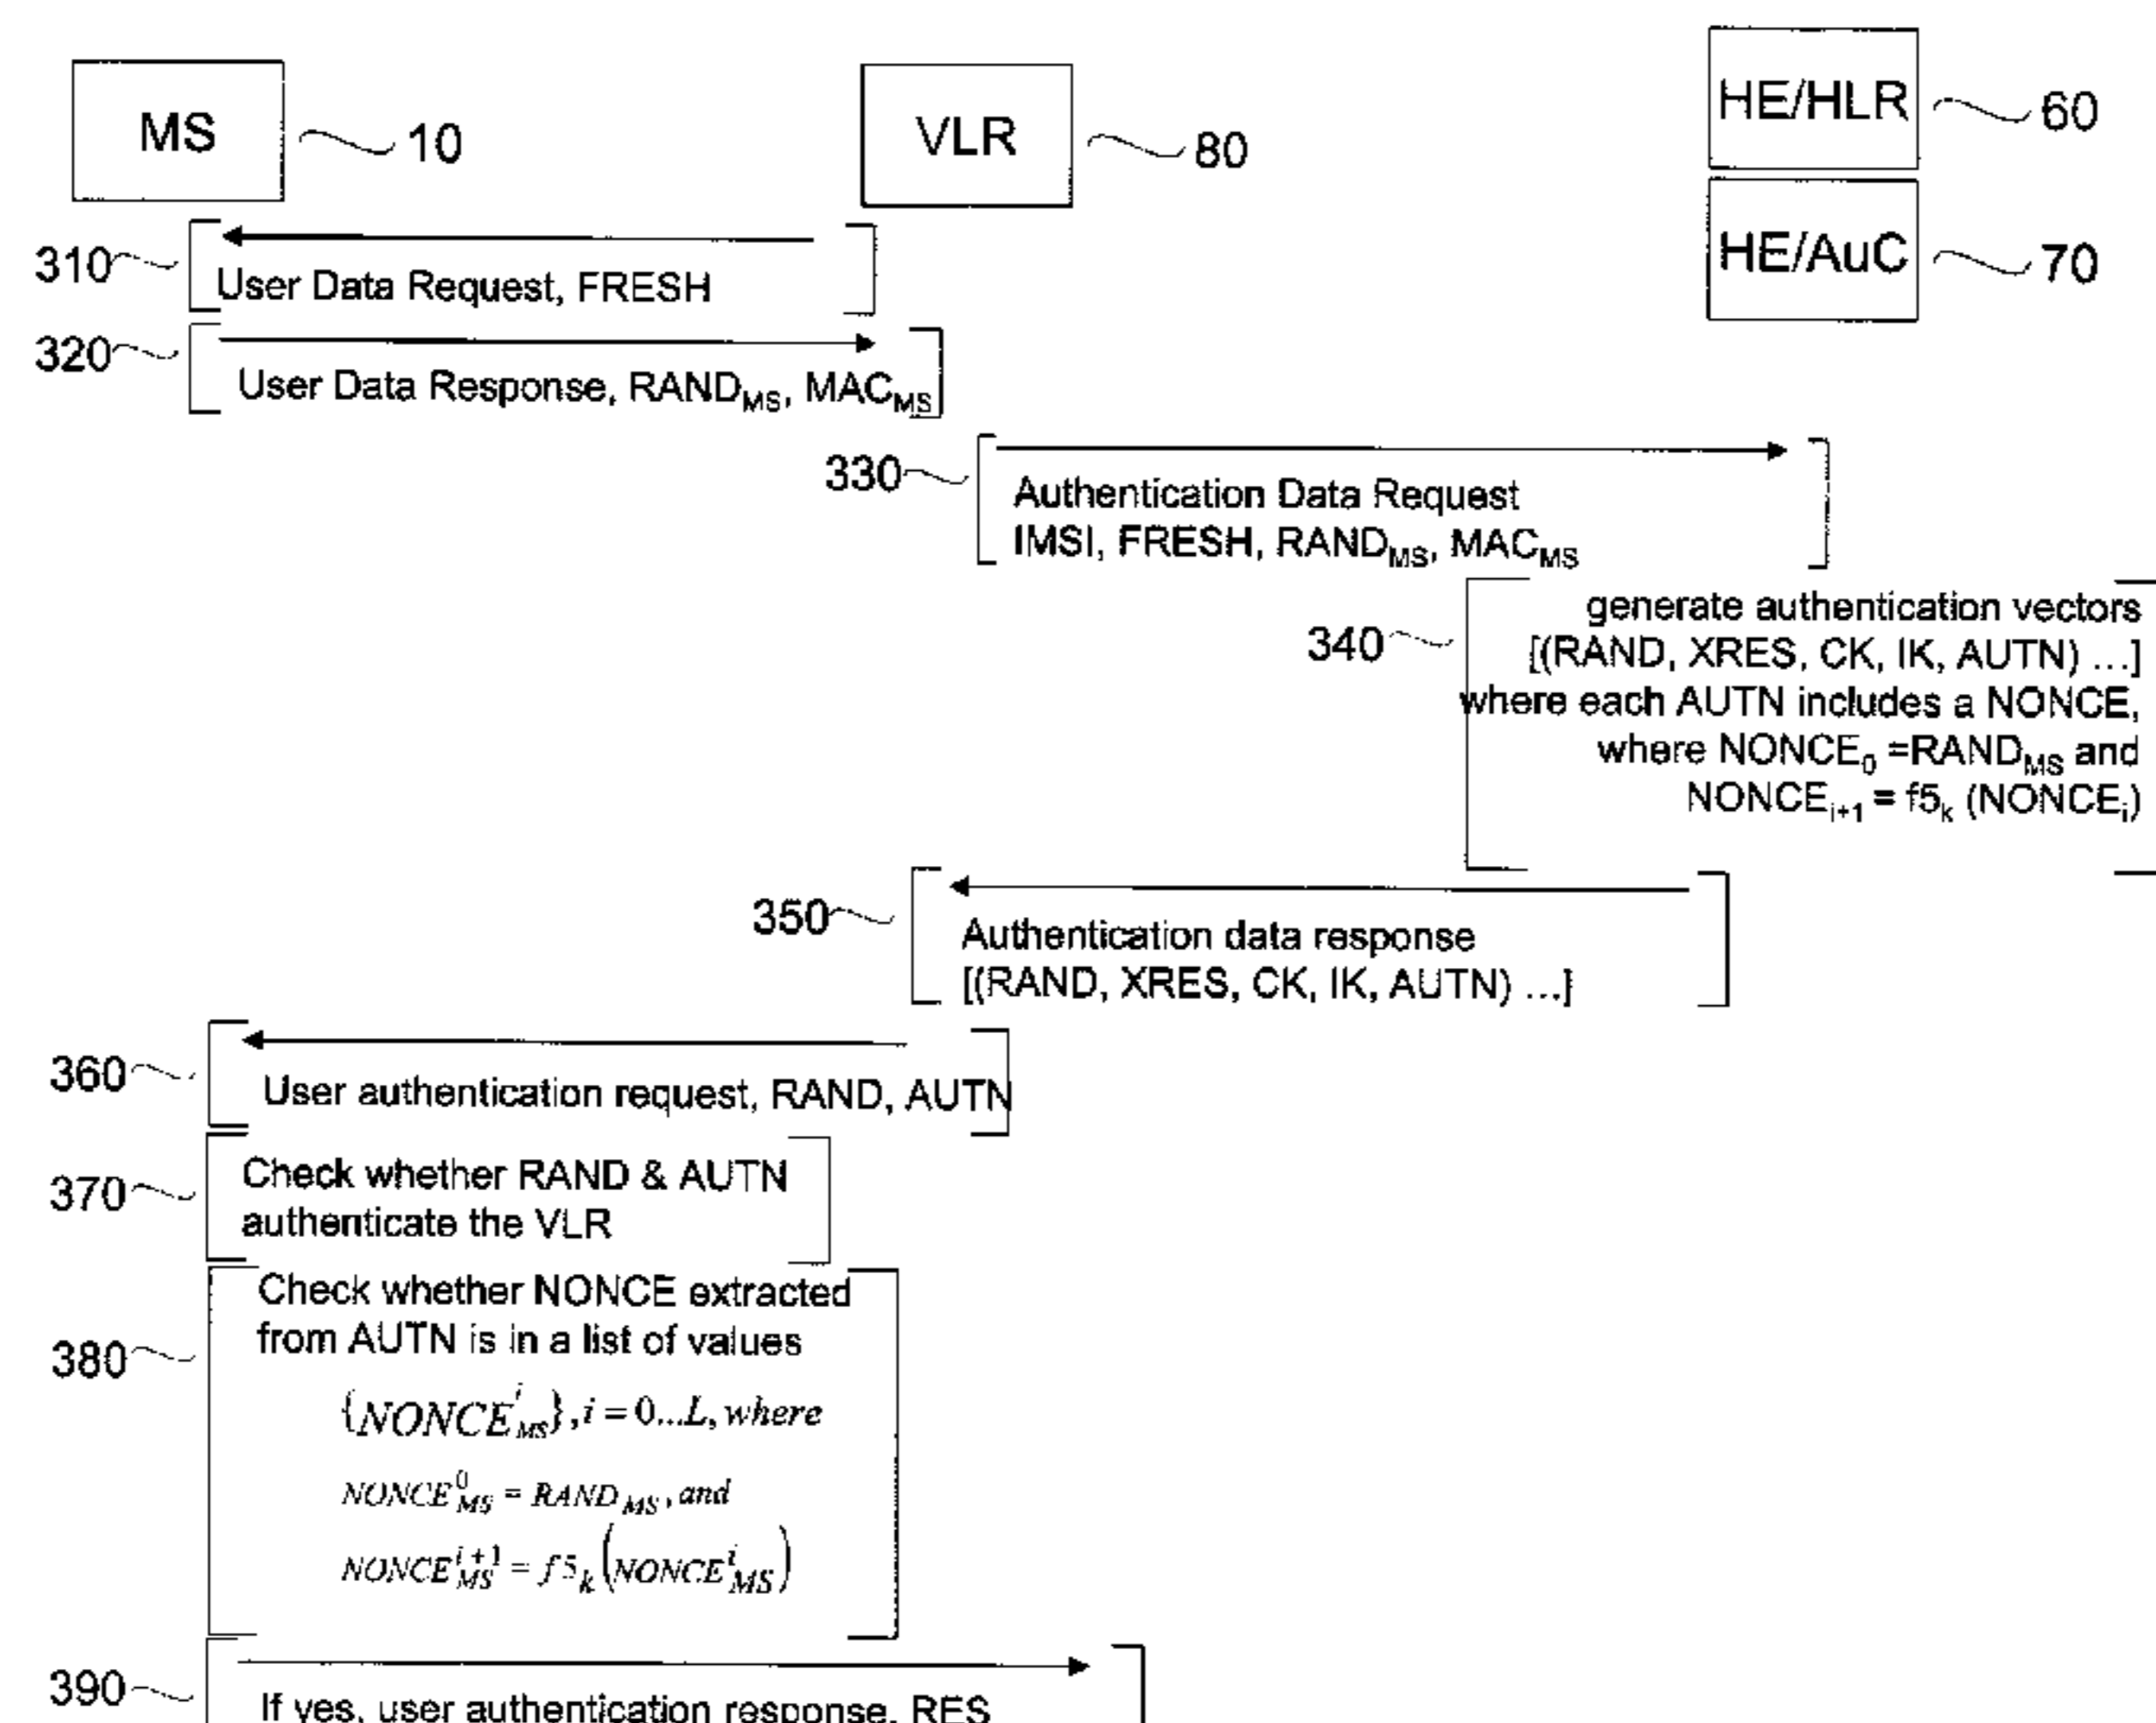 MS
10
VLR
80
HE/HLR
60
HE/AuC
70
310
User Data Request, FRESH
320
User Data Response, RAND_MS, MAC_MS
330
Authentication Data Request
IMSI, FRESH, RAND_MS, MAC_MS
340
generate authentication vectors
[(RAND, XRES, CK, IK, AUTN) ...]
where each AUTN includes a NONCE,
where NONCE_0 =RAND_MS and
NONCE_i+1 = f5_k (NONCE_i)
350
Authentication data response
[(RAND, XRES, CK, IK, AUTN) ...]
360
User authentication request, RAND, AUTN
370
Check whether RAND & AUTN
authenticate the VLR
380
Check whether NONCE extracted
from AUTN is in a list of values
{NONCE^i_MS}, i = 0...L, where
NONCE^0_MS = RAND_MS, and
NONCE^i+1_MS = f5_k (NONCE^i_MS)
390
If yes, user authentication response, RES